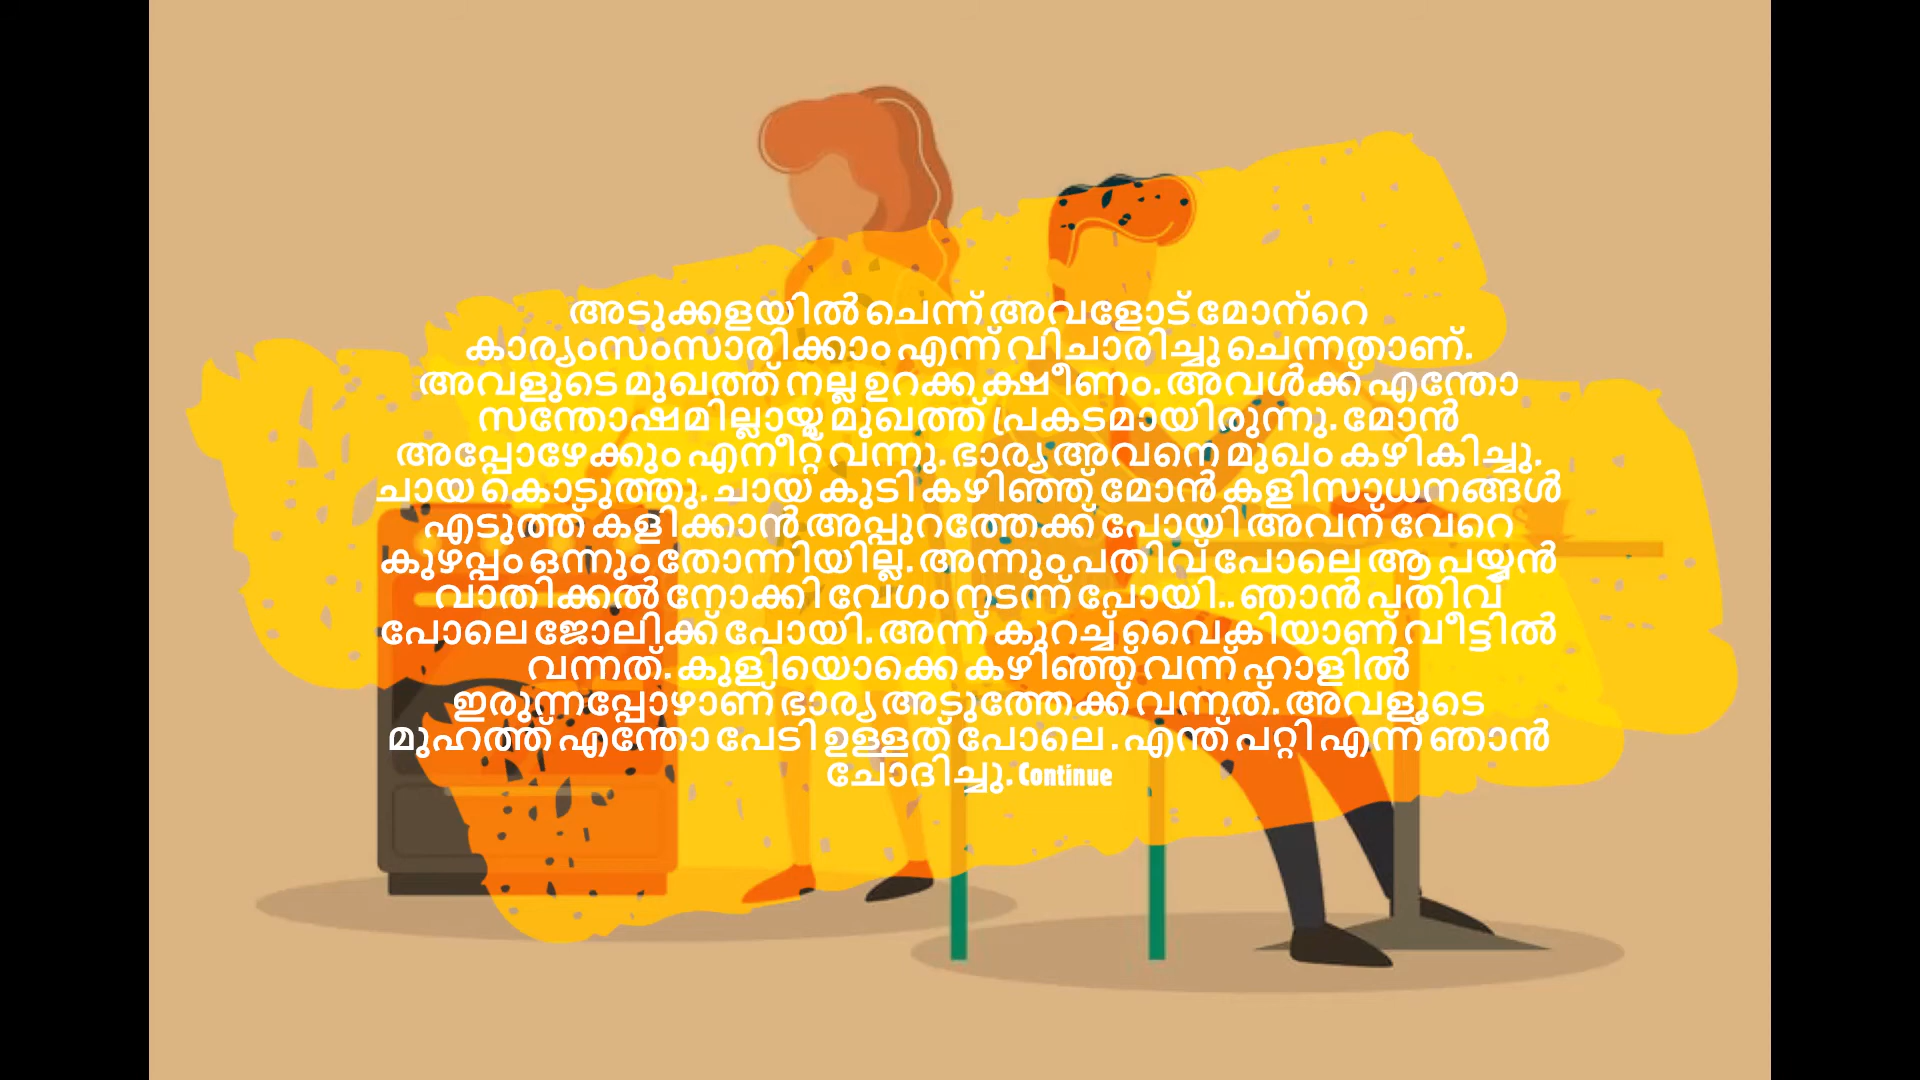 അടുക്കളയിൽ ചെന്ന് അവളോട് മോന്റെ
കാര്യംസംസാരിക്കാം എന്ന് വിചാരിച്ചു ചെന്നതാണ്.
അവളുടെ മുഖത്ത് നല്ല ഉറക്ക ക്ഷീണം. അവൾക്ക് എന്തോ
സന്തോഷമില്ലായ്മ മുഖത്ത് പ്രകടമായിരുന്നു. മോൻ
അപ്പോഴേക്കും എനീറ്റ് വന്നു. ഭാര്യ അവനെ മുഖം കഴികിച്ചു.
ചായ കൊടുത്തു. ചായ കുടികഴിഞ്ഞ് മോൻ കളിസാധനങ്ങൾ
എടുത്ത് കളിക്കാൻ അപ്പുറത്തേക്ക് പോയി അവന് വേറെ
കുഴപ്പം ഒന്നും തോന്നിയില്ല. അന്നും പതിവ് പോലെ ആ പയ്യൻ
വാതിക്കൽ നോക്കി വേഗം നടന്ന് പോയി.. ഞാൻ പതിവ്
പോലെ ജോലിക്ക് പോയി. അന്ന് കുറച്ച് വൈകിയാണ് വീട്ടിൽ
വന്നത്. കുളിയൊക്കെ കഴിഞ്ഞ് വന്ന് ഹാളിൽ
ഇരുന്നപ്പോഴാണ് ഭാര്യ അടുത്തേക്ക് വന്നത്. അവളുടെ
മുഹത്ത് എന്തോ പേടി ഉള്ളത് പോലെ . എന്ത് പറ്റി എന്ന് ഞാൻ
ചോദിച്ചു. Continue